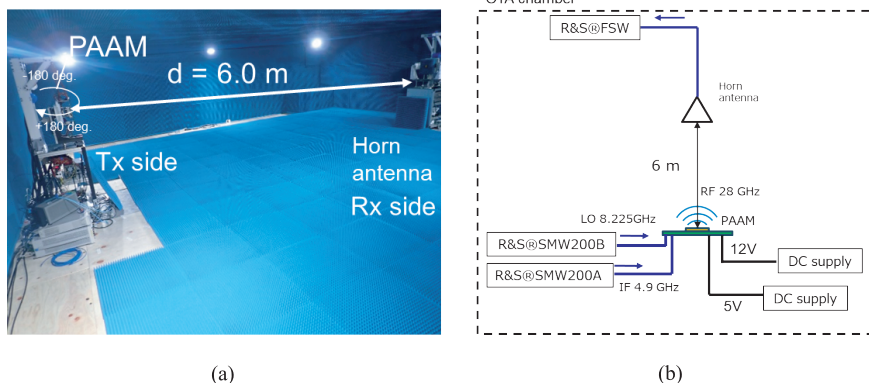 PAAM
-180 deg.
d = 6.0 m
+180 deg.
Tx side
Horn
antenna
Rx side
(a)
OTA chamber
R&S®FSW
Horn
antenna
6 m
RF 28 GHz
LO 8.225GHz
PAAM
R&S®SMW200B
12V
DC supply
R&S®SMW200A
IF 4.9 GHz
DC supply
5V
(b)